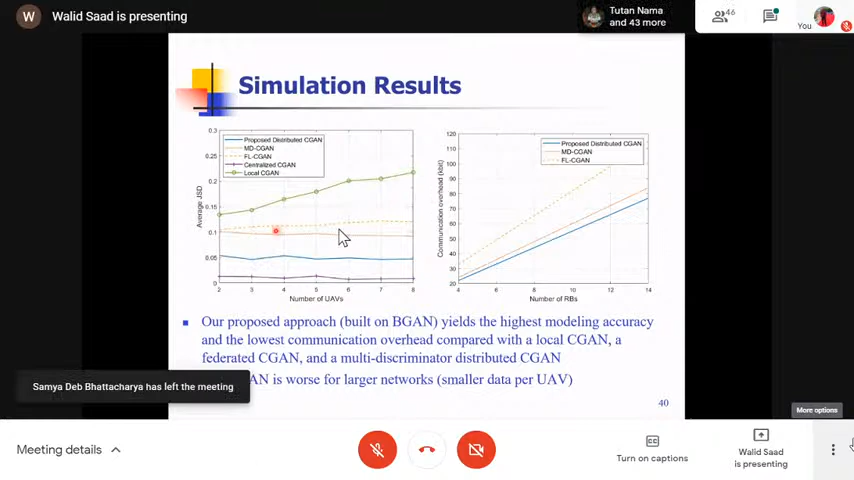 W
Walid Saad is presenting
Tutan Nama
and 43 more
46
You
Simulation Results
0.3
0.25
0.2
0.15
0.1
0.05
0
2
3
4
5
6
7
8
Average JSD
Number of UAVs
Proposed Distributed CGAN
MD-CGAN
FL-CGAN
Centralized CGAN
Local CGAN
120
110
100
90
80
70
60
50
40
30
20
4
6
8
10
12
14
Communication overhead (kbit)
Number of RBs
Proposed Distributed CGAN
MD-CGAN
FL-CGAN
Our proposed approach (built on BGAN) yields the highest modeling accuracy
and the lowest communication overhead compared with a local CGAN, a
federated CGAN, and a multi-discriminator distributed CGAN
AN is worse for larger networks (smaller data per UAV)
40
Samya Deb Bhattacharya has left the meeting
More options
Meeting details
CC
Turn on captions
Walid Saad
is presenting